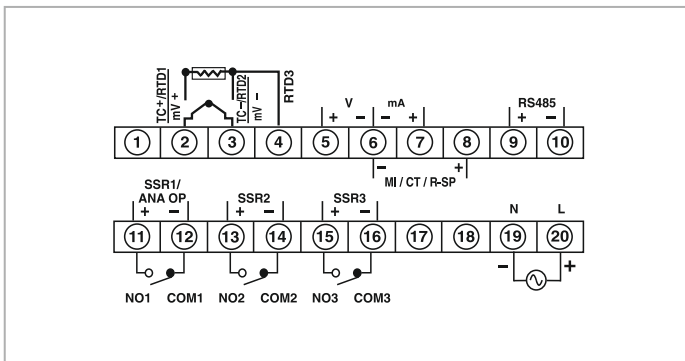 TC+/RTD1
mV +
TC-/RTD2
mV -
RTD3
V
mA
RS485
+ - - + + -
1 2 3 4 5 6 7 8 9 10
- +
MI / CT / R-SP
SSR1/
ANA OP
SSR2
SSR3
N L
+ - + - + -
11 12 13 14 15 16 17 18 19 20
- +
NO1 COM1 NO2 COM2 NO3 COM3